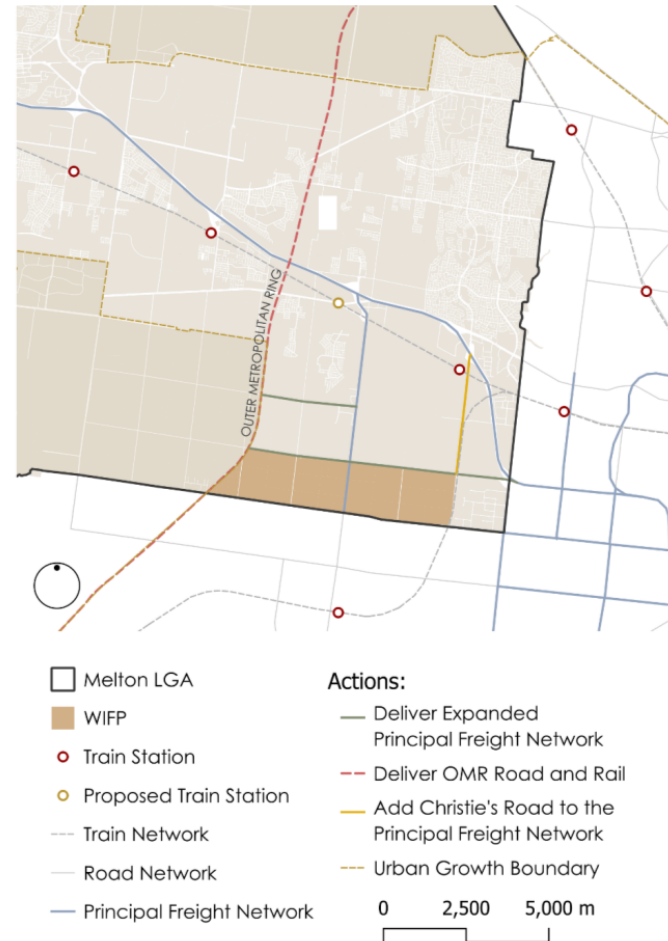 OUTER METROPOLITAN RING
Melton LGA
WIFP
Train Station
Proposed Train Station
Train Network
Road Network
Principal Freight Network
Actions:
Deliver Expanded
Principal Freight Network
Deliver OMR Road and Rail
Add Christie's Road to the
Principal Freight Network
Urban Growth Boundary
0 2,500 5,000 m